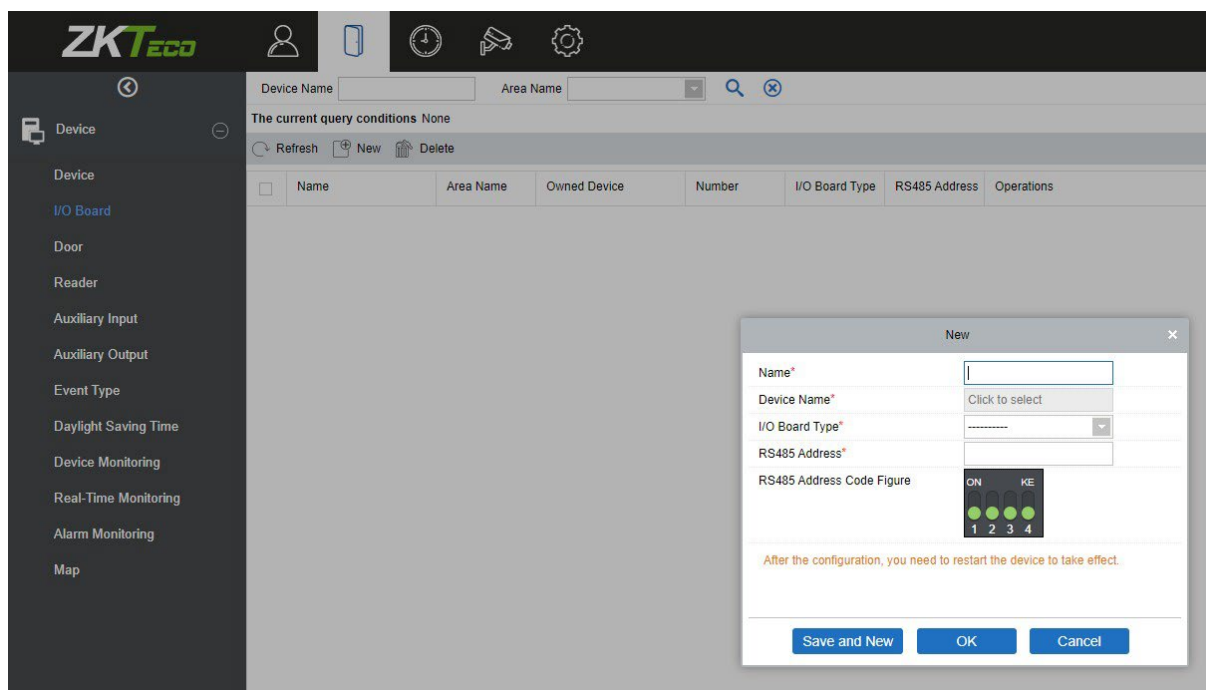 ZKTECO
Device Name Area Name
Device
The current query conditions None
Refresh New Delete
Name Area Name Owned Device Number I/O Board Type RS485 Address Operations
Device
I/O Board
Door
Reader
Auxiliary Input
Auxiliary Output
Event Type
Daylight Saving Time
Device Monitoring
Real-Time Monitoring
Alarm Monitoring
Map
New
Name*
Device Name* Click to select
I/O Board Type* ----------
RS485 Address*
RS485 Address Code Figure
ON KE
1 2 3 4
After the configuration, you need to restart the device to take effect.
Save and New OK Cancel